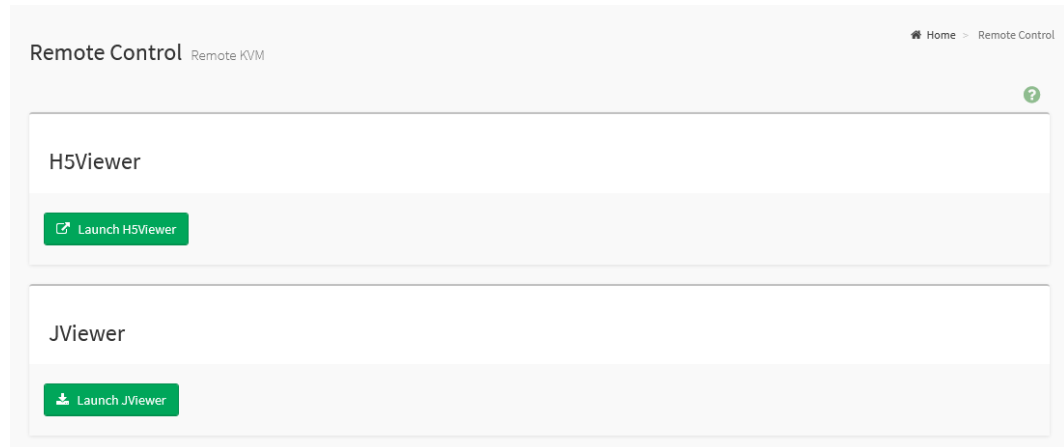 Home > Remote Control
Remote Control Remote KVM
?
H5Viewer
Launch H5Viewer
JViewer
Launch JViewer